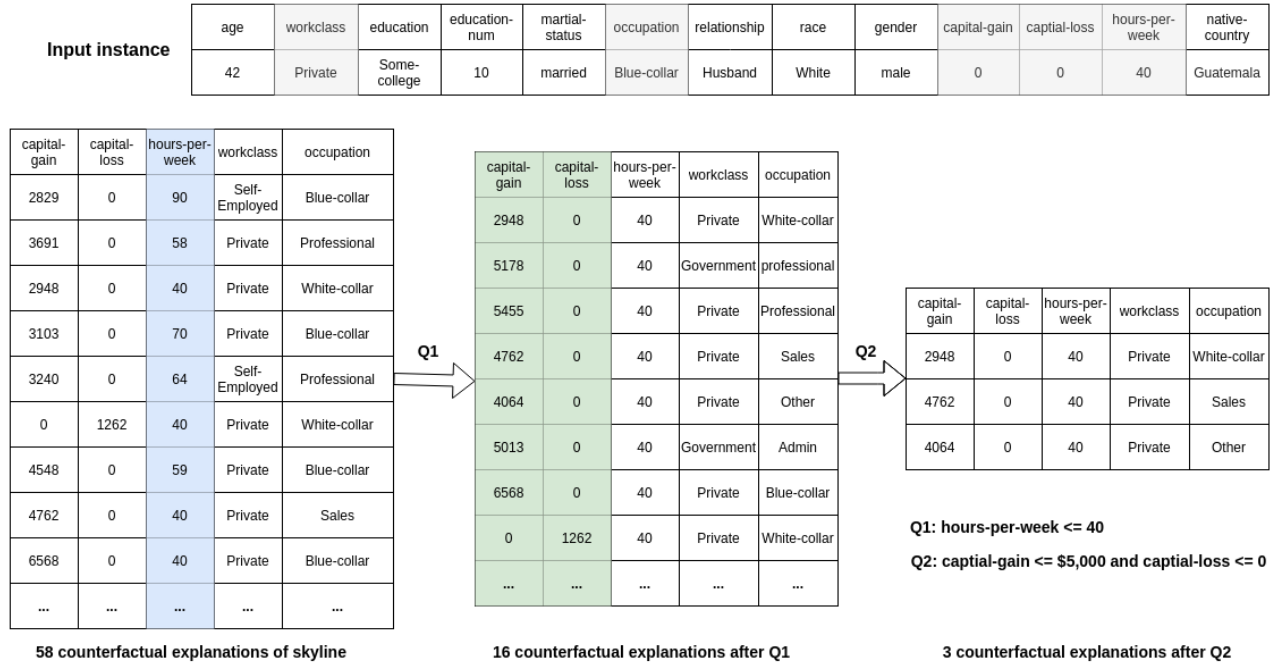 Input instance
age workclass education education-num martial-status occupation relationship race gender capital-gain captial-loss hours-per-week native-country
42 Private Some-college 10 married Blue-collar Husband White male 0 0 40 Guatemala
capital-gain capital-loss hours-per-week workclass occupation
2829 0 90 Self-Employed Blue-collar
3691 0 58 Private Professional
2948 0 40 Private White-collar
3103 0 70 Private Blue-collar
3240 0 64 Self-Employed Professional
0 1262 40 Private White-collar
4548 0 59 Private Blue-collar
4762 0 40 Private Sales
6568 0 40 Private Blue-collar
... ... ... ... ...
58 counterfactual explanations of skyline
Q1
capital-gain capital-loss hours-per-week workclass occupation
2948 0 40 Private White-collar
5178 0 40 Government professional
5455 0 40 Private Professional
4762 0 40 Private Sales
4064 0 40 Private Other
5013 0 40 Government Admin
6568 0 40 Private Blue-collar
0 1262 40 Private White-collar
... ... ... ... ...
16 counterfactual explanations after Q1
Q2
capital-gain capital-loss hours-per-week workclass occupation
2948 0 40 Private White-collar
4762 0 40 Private Sales
4064 0 40 Private Other
Q1: hours-per-week <= 40
Q2: captial-gain <= $5,000 and captial-loss <= 0
3 counterfactual explanations after Q2